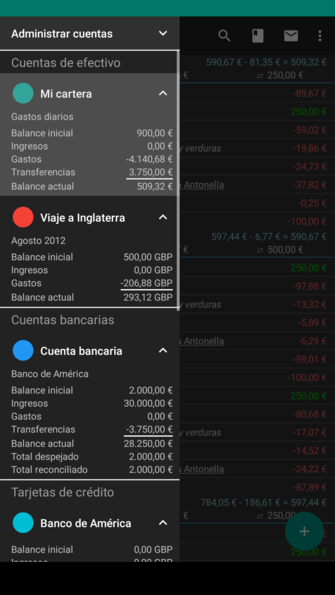 Administrar cuentas
590,67 € - 81,35 € = 509,32 €
€ ⇄ 250,00 €
Cuentas de efectivo
Mi cartera
Gastos diarios
Balance inicial 900,00 €
Ingresos 0,00 €
Gastos -4.140,68 €
Transferencias 3.750,00 €
Balance actual 509,32 €
Viaje a Inglaterra
Agosto 2012
Balance inicial 500,00 GBP
Ingresos 0,00 GBP
Gastos -206,88 GBP
Balance actual 293,12 GBP
Cuentas bancarias
Cuenta bancaria
Banco de América
Balance inicial 2.000,00 €
Ingresos 30.000,00 €
Gastos 0,00 €
Transferencias -3.750,00 €
Balance actual 28.250,00 €
Total despejado 2.000,00 €
Total reconciliado 2.000,00 €
Tarjetas de crédito
Banco de América
Balance inicial 0,00 GBP
-89,67 €
250,00 €
-59,02 €
y verduras -19,86 €
-24,73 €
Antonella -37,82 €
-0,25 €
-100,00 €
597,44 € - 6,77 € = 590,67 €
€ ⇄ 500,00 €
250,00 €
-97,88 €
verduras -13,32 €
-5,89 €
Antonella -6,29 €
-59,01 €
-100,00 €
250,00 €
-80,68 €
y verduras -17,07 €
-14,52 €
Antonella -24,22 €
-87,89 €
784,05 € - 186,61 € = 597,44 €
€ ⇄ 250,
+
250,00 €